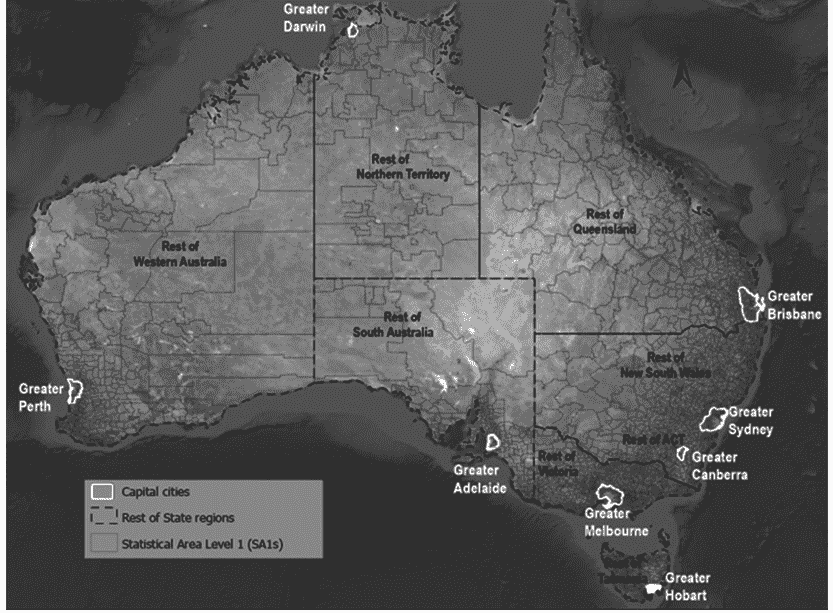 Greater
Darwin
Rest of
Northern Territory
Rest of
Queensland
Rest of
Western Australia
Greater
Brisbane
Rest of
South Australia
Rest of
New South Wales
Greater
Perth
Greater
Sydney
Rest of ACT
Greater
Canberra
Rest of
Victoria
Greater
Adelaide
Capital cities
Rest of State regions
Statistical Area Level 1 (SA1s)
Greater
Melbourne
Greater
Hobart